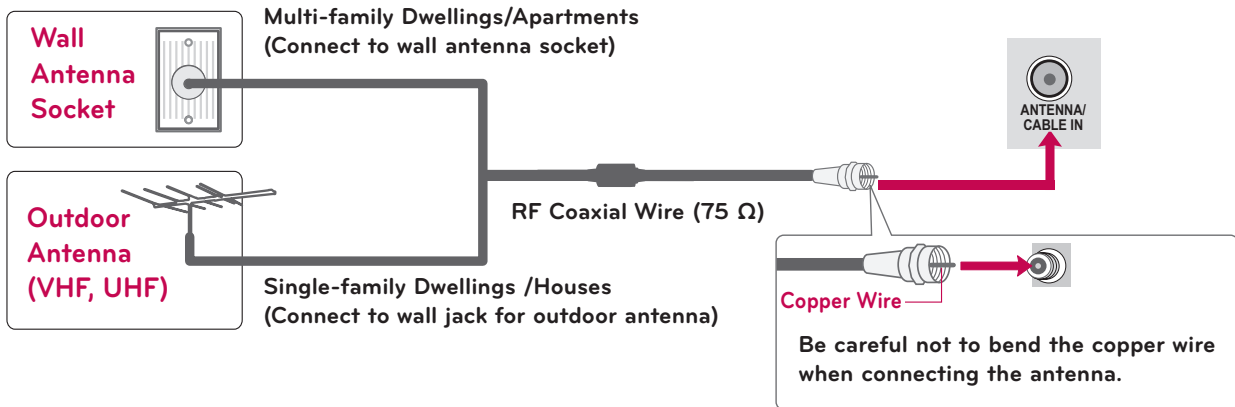 Multi-family Dwellings/Apartments
(Connect to wall antenna socket)
Wall
Antenna
Socket
ANTENNA/
CABLE IN
RF Coaxial Wire (75 Ω)
Outdoor
Antenna
(VHF, UHF)
Single-family Dwellings /Houses
(Connect to wall jack for outdoor antenna)
Copper Wire
Be careful not to bend the copper wire
when connecting the antenna.